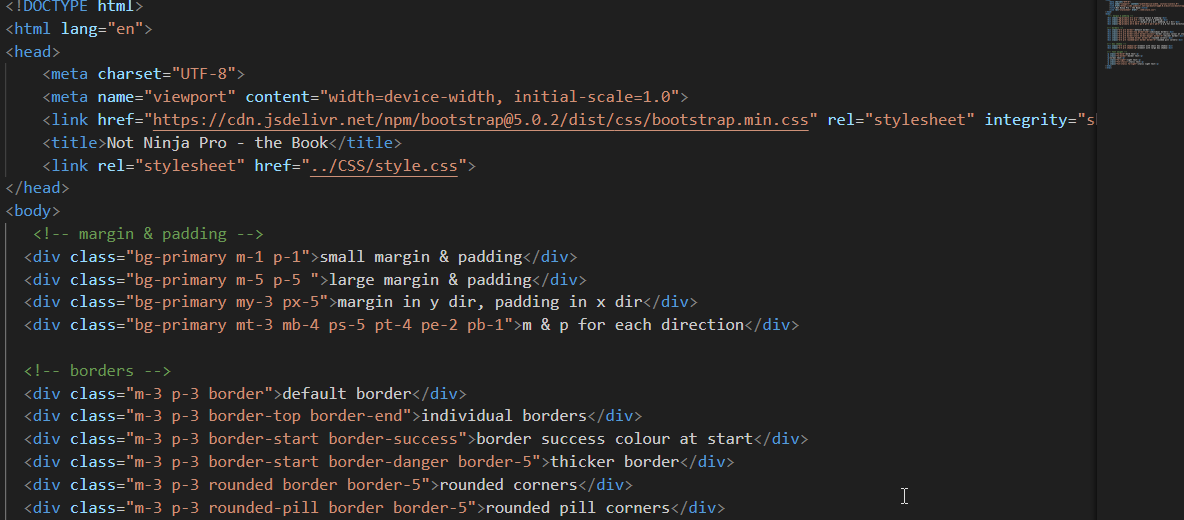 <!DOCTYPE html>
<html lang="en">
<head>
    <meta charset="UTF-8">
    <meta name="viewport" content="width=device-width, initial-scale=1.0">
    <link href="https://cdn.jsdelivr.net/npm/bootstrap@5.0.2/dist/css/bootstrap.min.css" rel="stylesheet" integrity="sh
    <title>Not Ninja Pro - the Book</title>
    <link rel="stylesheet" href="../CSS/style.css">
</head>
<body>
   <!-- margin & padding -->
  <div class="bg-primary m-1 p-1">small margin & padding</div>
  <div class="bg-primary m-5 p-5 ">large margin & padding</div>
  <div class="bg-primary my-3 px-5">margin in y dir, padding in x dir</div>
  <div class="bg-primary mt-3 mb-4 ps-5 pt-4 pe-2 pb-1">m & p for each direction</div>

  <!-- borders -->
  <div class="m-3 p-3 border">default border</div>
  <div class="m-3 p-3 border-top border-end">individual borders</div>
  <div class="m-3 p-3 border-start border-success">border success colour at start</div>
  <div class="m-3 p-3 border-start border-danger border-5">thicker border</div>
  <div class="m-3 p-3 rounded border border-5">rounded corners</div>
  <div class="m-3 p-3 rounded-pill border border-5">rounded pill corners</div>